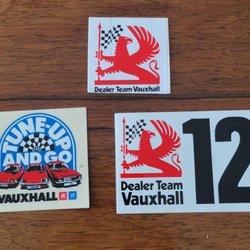 Dealer Team Vauxhall
TUNE-UP
AND GO
VAUXHALL
Dealer Team
Vauxhall
12